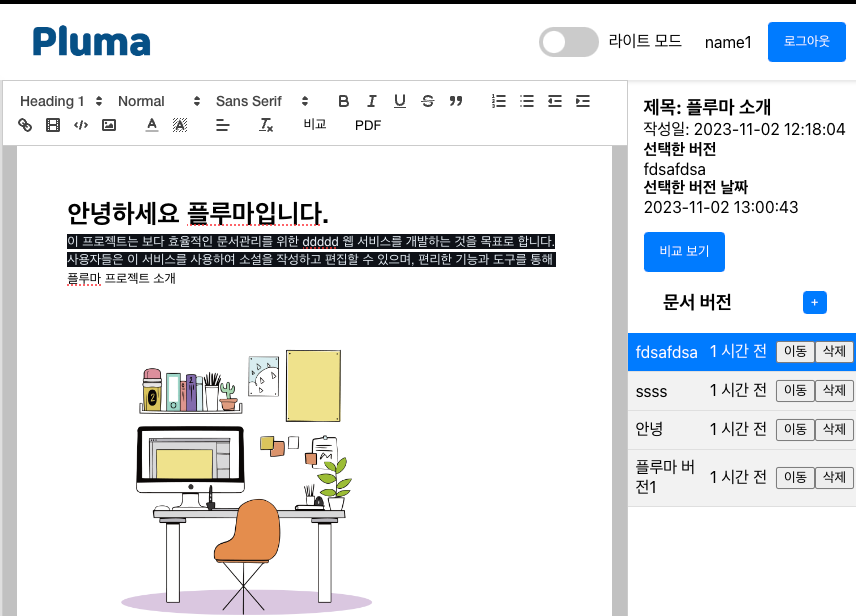 Pluma
라이트 모드
name1
로그아웃
Heading 1 Normal Sans Serif B I U S ”
A A Tx 비교 PDF
안녕하세요 플루마입니다.
이 프로젝트는 보다 효율적인 문서관리를 위한 ddddd 웹 서비스를 개발하는 것을 목표로 합니다.
사용자들은 이 서비스를 사용하여 소설을 작성하고 편집할 수 있으며, 편리한 기능과 도구를 통해
플루마 프로젝트 소개
2
제목: 플루마 소개
작성일: 2023-11-02 12:18:04
선택한 버전
fdsafdsa
선택한 버전 날짜
2023-11-02 13:00:43
비교 보기
문서 버전 +
fdsafdsa 1 시간 전 이동 삭제
ssss 1 시간 전 이동 삭제
안녕 1 시간 전 이동 삭제
플루마 버
전1 1 시간 전 이동 삭제